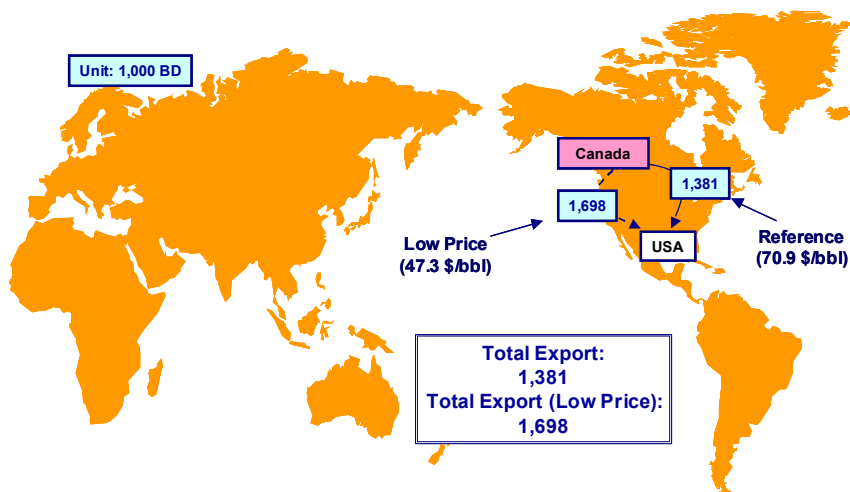 Unit: 1,000 BD
Canada
1,381
1,698
Low Price
(47.3 $/bbl)
USA
Reference
(70.9 $/bbl)
Total Export:
1,381
Total Export (Low Price):
1,698